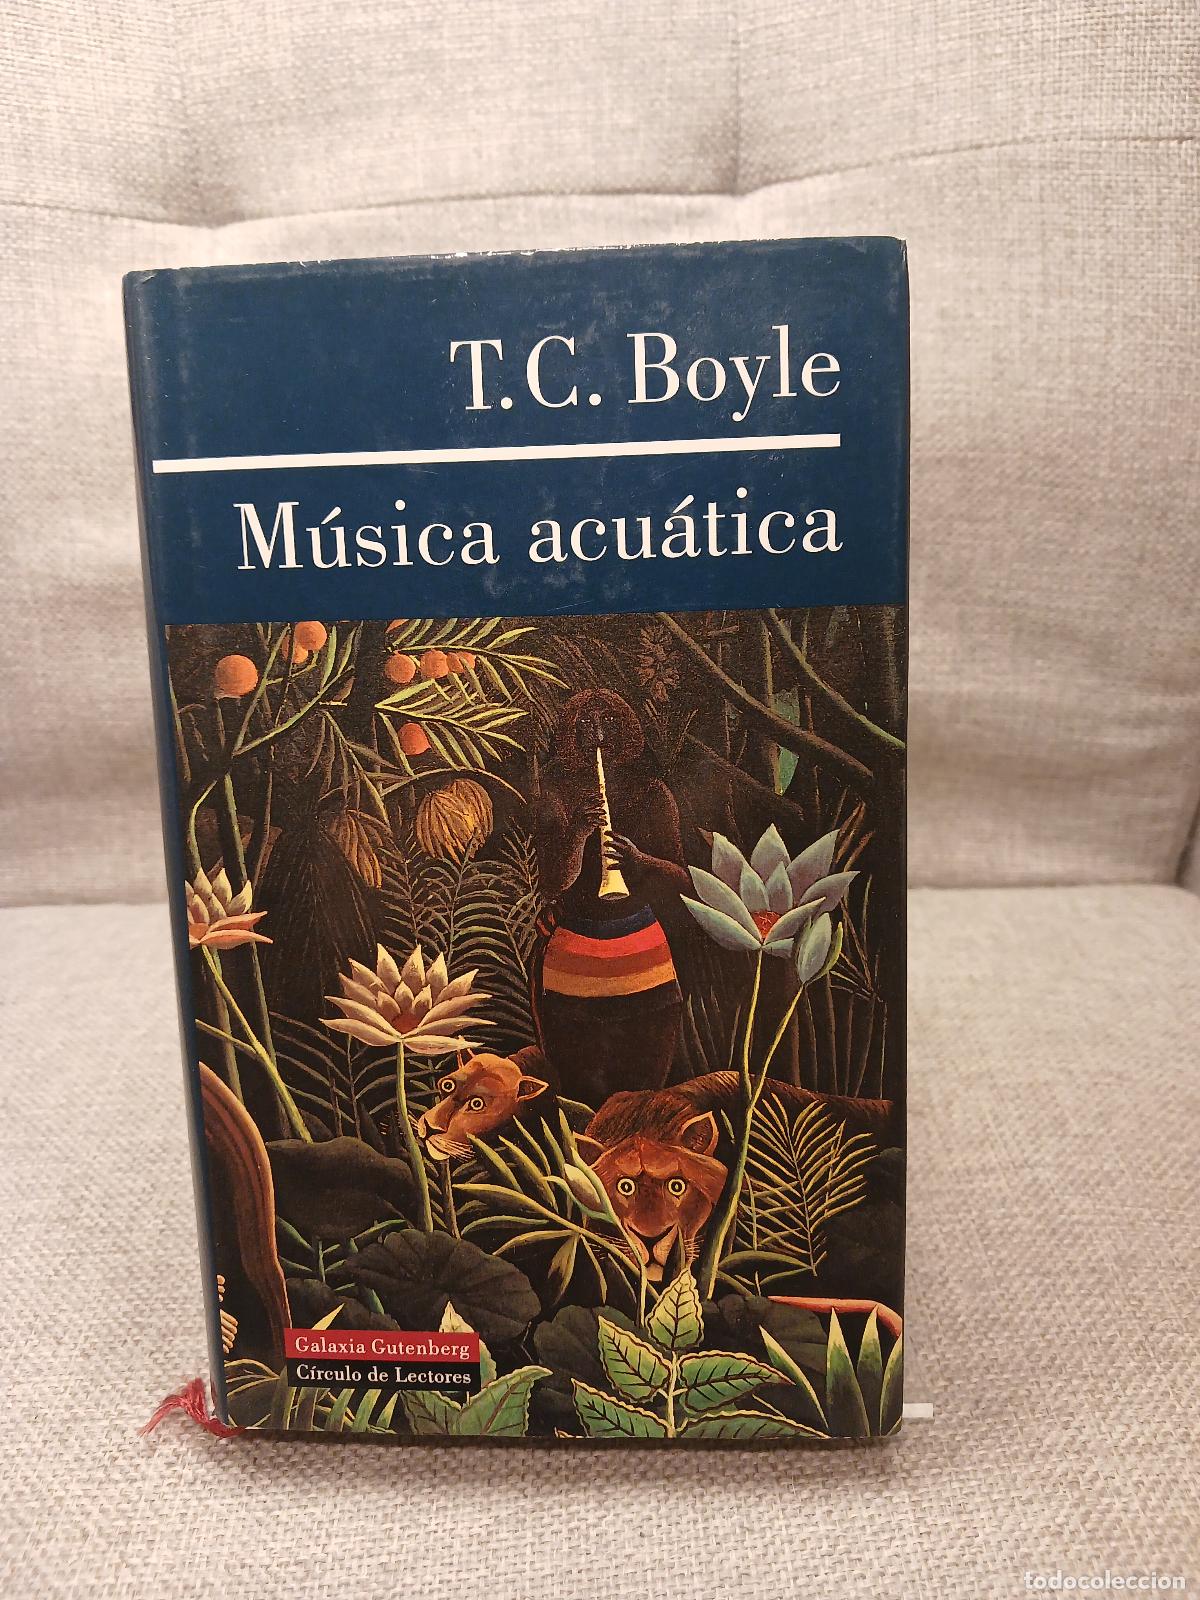 T.C. Boyle
Música acuática
Galaxia Gutenberg
Círculo de Lectores
todocoleccion